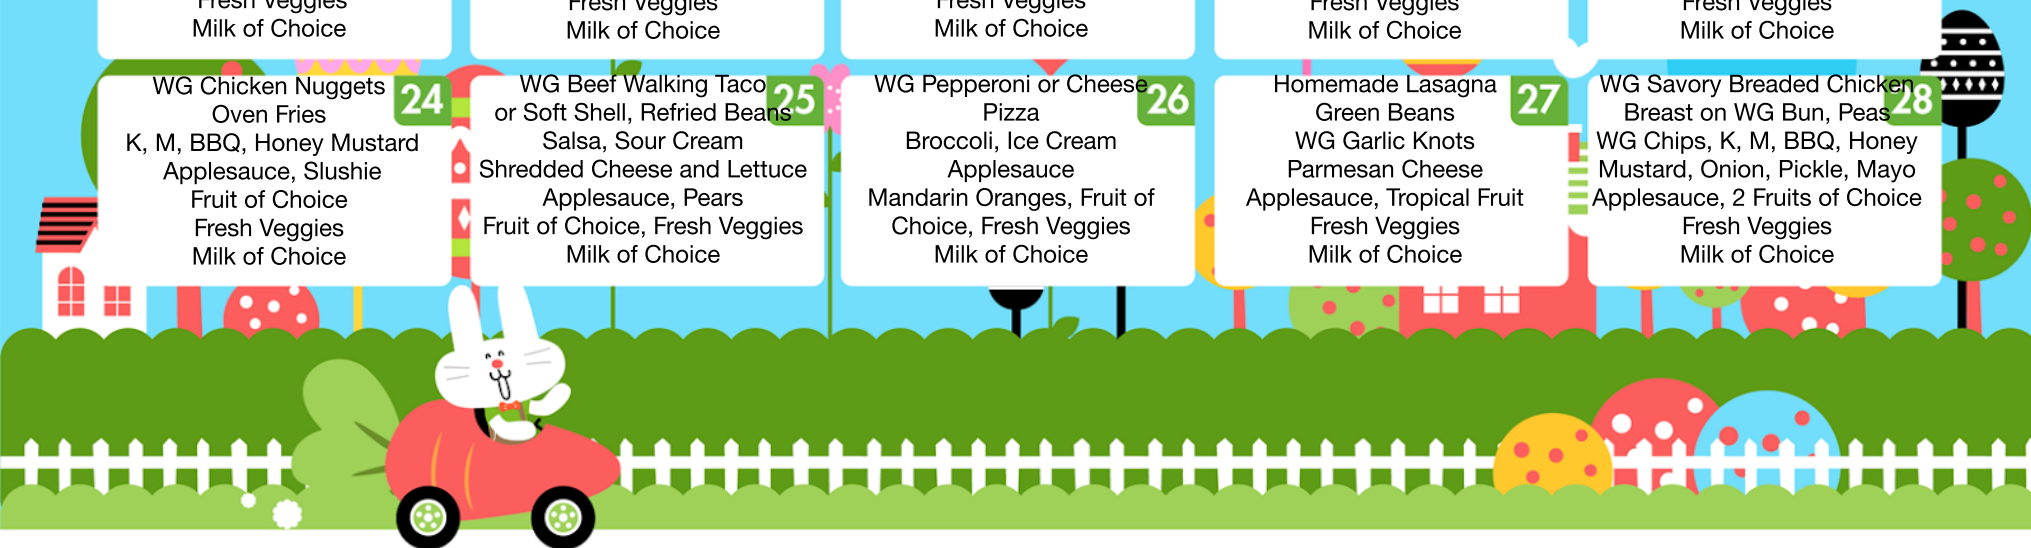 Fresh Veggies
Milk of Choice
Fresh Veggies
Milk of Choice
Fresh Veggies
Milk of Choice
Fresh Veggies
Milk of Choice
Fresh Veggies
Milk of Choice
24
WG Chicken Nuggets
Oven Fries
K, M, BBQ, Honey Mustard
Applesauce, Slushie
Fruit of Choice
Fresh Veggies
Milk of Choice
25
WG Beef Walking Taco
or Soft Shell, Refried Beans
Salsa, Sour Cream
Shredded Cheese and Lettuce
Applesauce, Pears
Fruit of Choice, Fresh Veggies
Milk of Choice
26
WG Pepperoni or Cheese
Pizza
Broccoli, Ice Cream
Applesauce
Mandarin Oranges, Fruit of
Choice, Fresh Veggies
Milk of Choice
27
Homemade Lasagna
Green Beans
WG Garlic Knots
Parmesan Cheese
Applesauce, Tropical Fruit
Fresh Veggies
Milk of Choice
28
WG Savory Breaded Chicken
Breast on WG Bun, Peas
WG Chips, K, M, BBQ, Honey
Mustard, Onion, Pickle, Mayo
Applesauce, 2 Fruits of Choice
Fresh Veggies
Milk of Choice